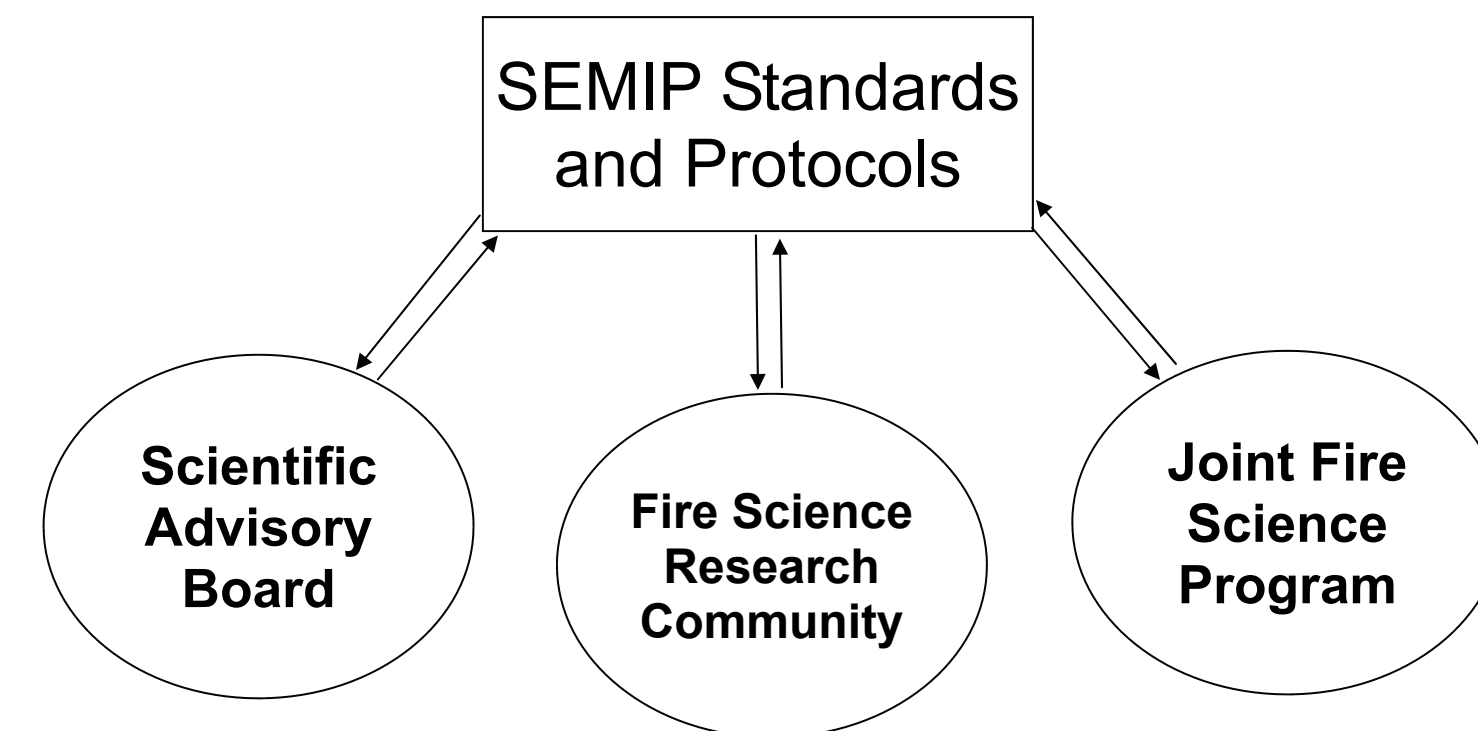 SEMIP Standards
and Protocols
Scientific
Advisory
Board
Fire Science
Research
Community
Joint Fire
Science
Program